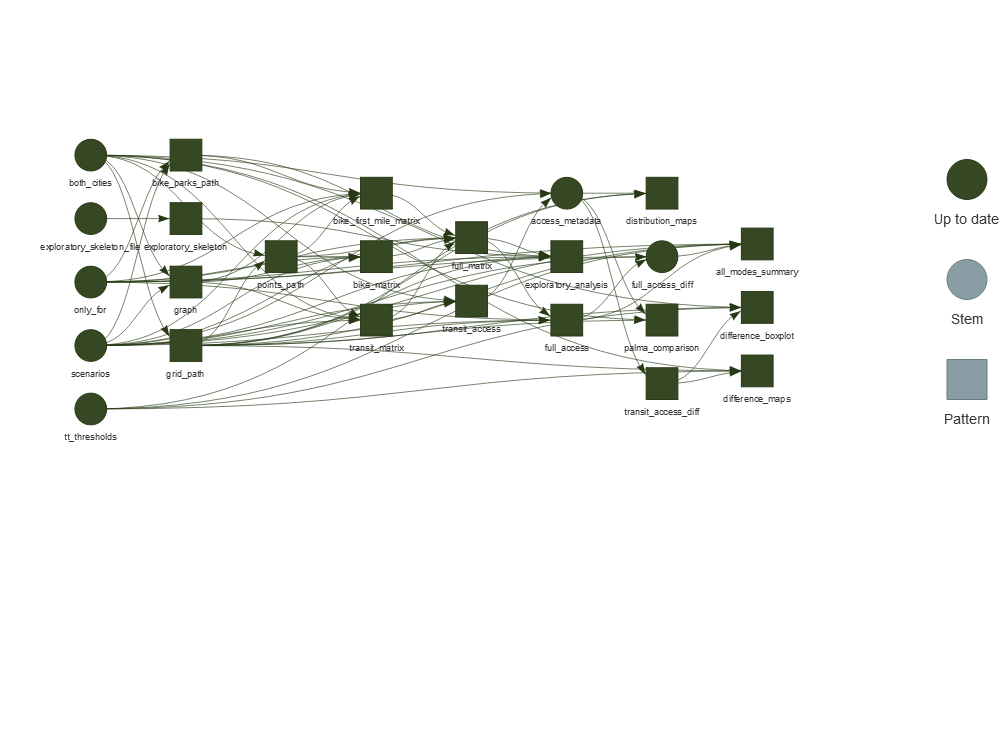 both_cities
bike_parks_path
exploratory_skeleton_file
exploratory_skeleton
only_for
graph
scenarios
grid_path
tt_thresholds
points_path
bike_first_mile_matrix
bike_matrix
transit_matrix
full_matrix
transit_access
access_metadata
exploratory_analysis
full_access
distribution_maps
full_access_diff
palma_comparison
transit_access_diff
all_modes_summary
difference_boxplot
difference_maps
Up to date
Stem
Pattern